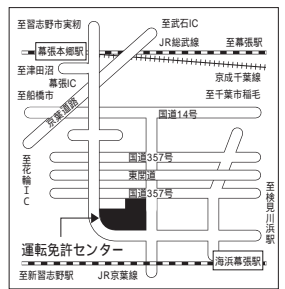 至習志野市実籾
至武石IC
幕張本郷駅
JR総武線
至幕張駅
至津田沼
幕張IC
京成千葉線
至船橋市
至千葉市稲毛
京葉道路
国道14号
至花輪IC
国道357号
東関道
国道357号
至検見川浜駅
運転免許センター
海浜幕張駅
至新習志野駅
JR京葉線